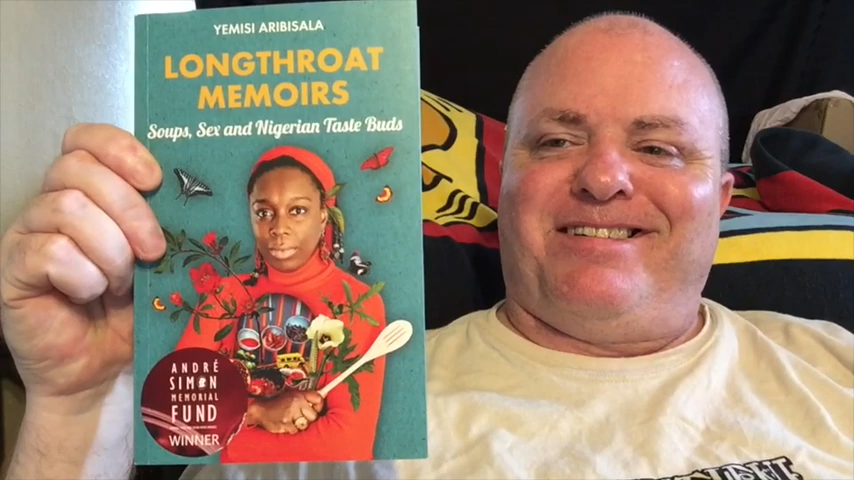 YEMISI ARIBISALA
LONGTHROAT
MEMOIRS
Soups, Sex and Nigerian Taste Buds
ANDRÉ
SIMON
MEMORIAL
FUND
WINNER